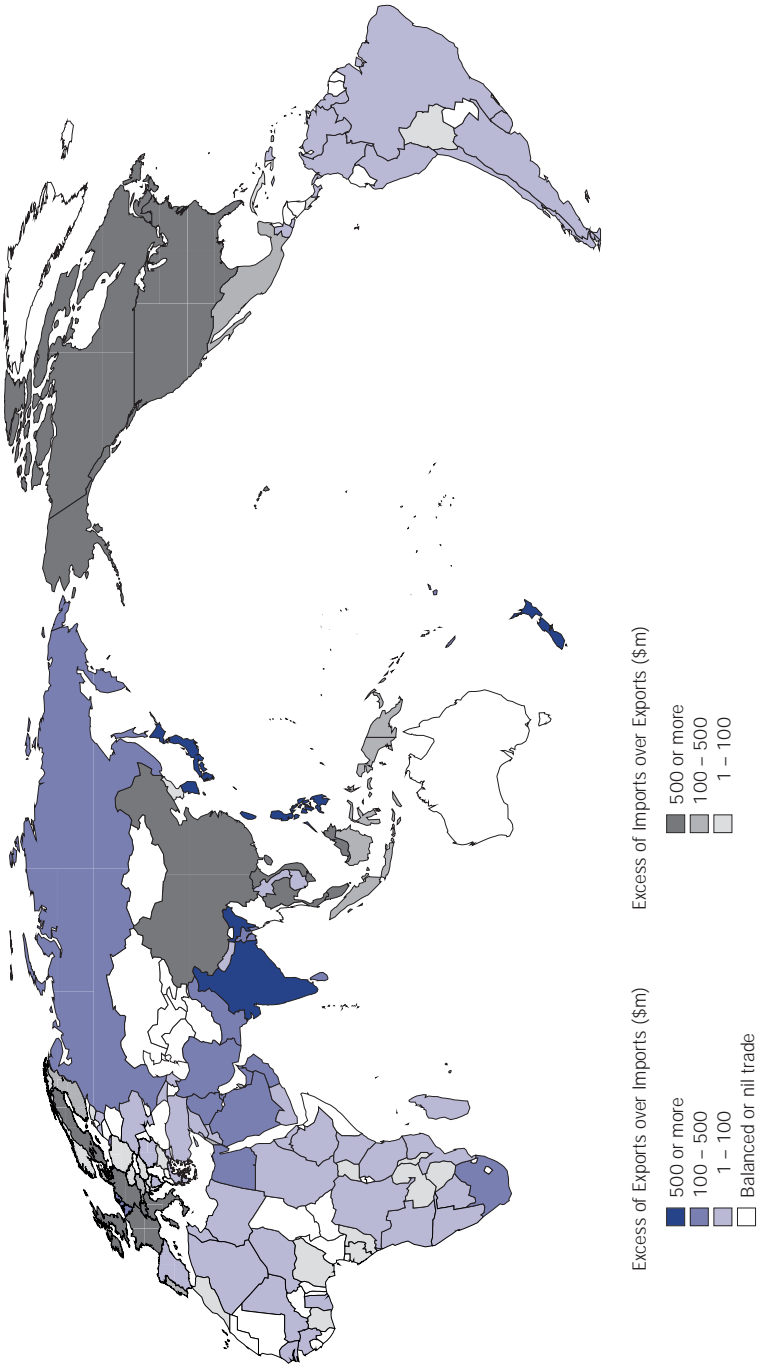 Excess of Exports over Imports ($m)
500 or more
100 – 500
1 – 100
Balanced or nil trade
Excess of Imports over Exports ($m)
500 or more
100 – 500
1 – 100